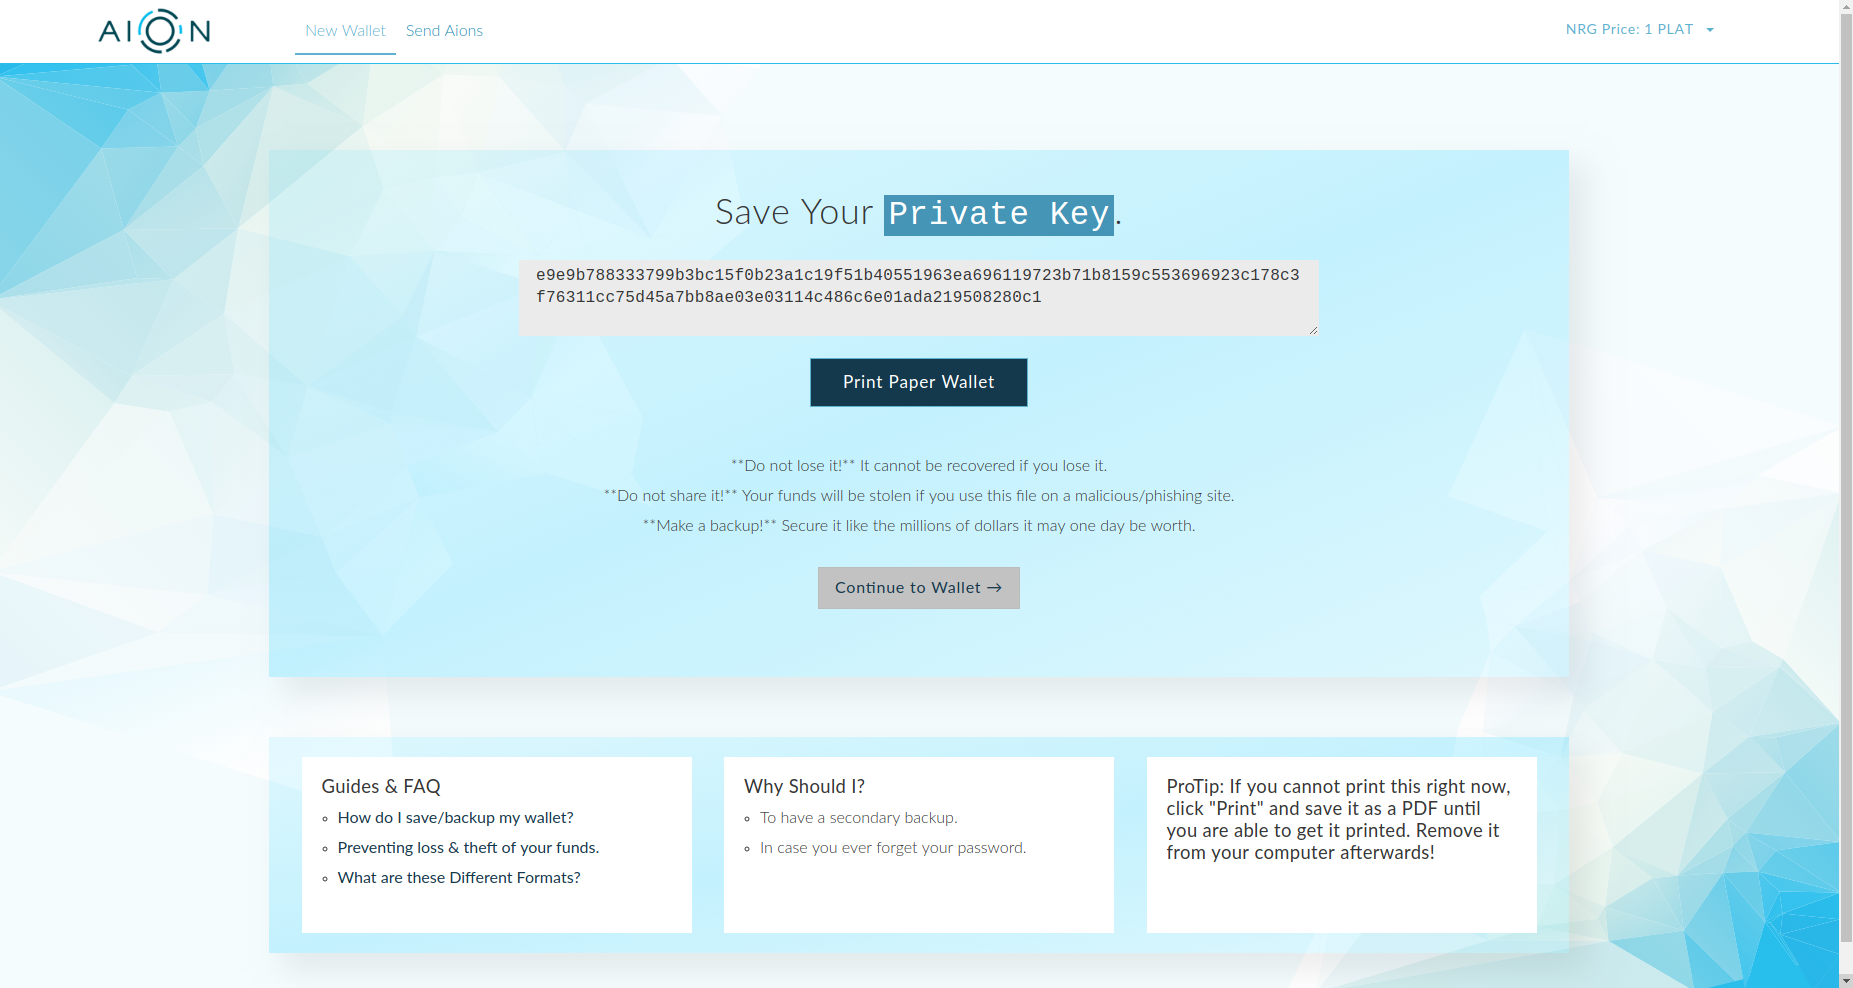 AION
New Wallet
Send Aions
NRG Price: 1 PLAT
Save Your Private Key.
e9e9b788333799b3bc15f0b23a1c19f51b40551963ea696119723b71b8159c553696923c178c3
f76311cc75d45a7bb8ae03e03114c486c6e01ada219508280c1
Print Paper Wallet
**Do not lose it!** It cannot be recovered if you lose it.
**Do not share it!** Your funds will be stolen if you use this file on a malicious/phishing site.
**Make a backup!** Secure it like the millions of dollars it may one day be worth.
Continue to Wallet →
Guides & FAQ
How do I save/backup my wallet?
Preventing loss & theft of your funds.
What are these Different Formats?
Why Should I?
To have a secondary backup.
In case you ever forget your password.
ProTip: If you cannot print this right now,
click "Print" and save it as a PDF until
you are able to get it printed. Remove it
from your computer afterwards!